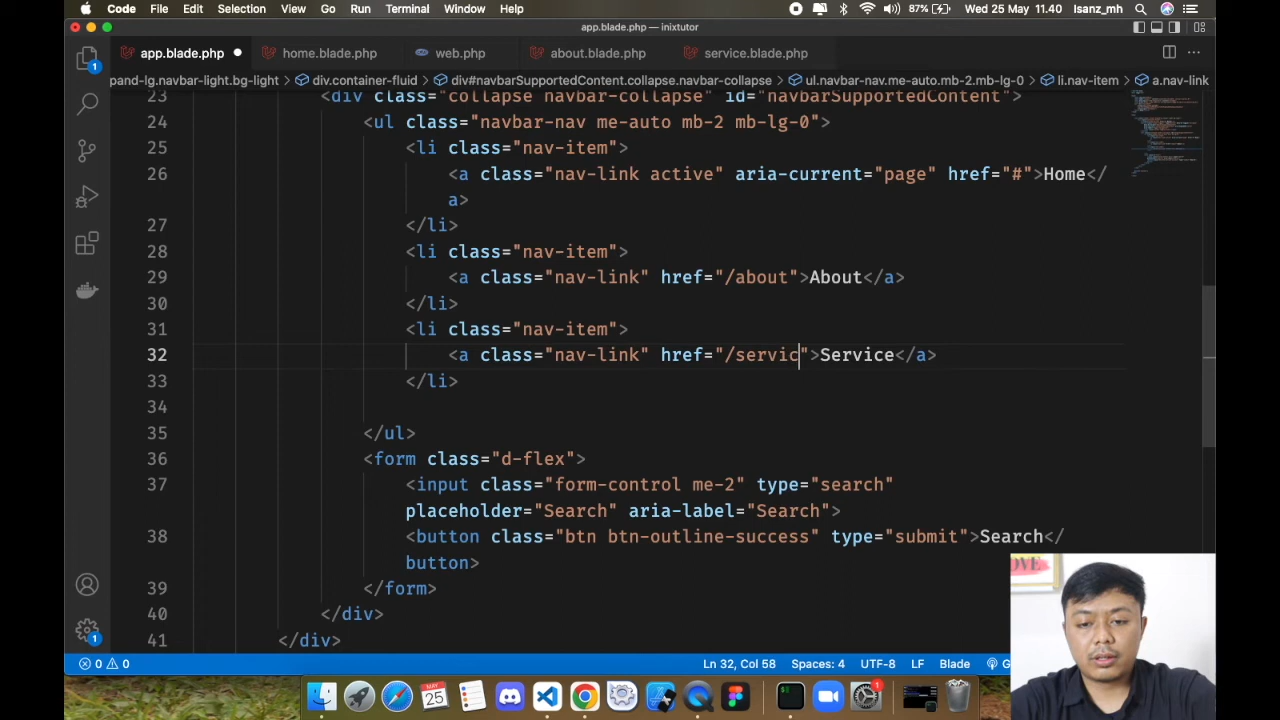 Code File Edit Selection View Go Run Terminal Window Help 87% Wed 25 May 11.40 Isanz_mh
app.blade.php — inixtutor
app.blade.php home.blade.php web.php about.blade.php service.blade.php
pand-lg.navbar-light.bg-light > div.container-fluid > div#navbarSupportedContent.collapse.navbar-collapse > ul.navbar-nav.me-auto.mb-2.mb-lg-0 > li.nav-item > a.nav-link
23 <div class="collapse navbar-collapse" id="navbarSupportedContent">
24 <ul class="navbar-nav me-auto mb-2 mb-lg-0">
25 <li class="nav-item">
26 <a class="nav-link active" aria-current="page" href="#">Home</
a>
27 </li>
28 <li class="nav-item">
29 <a class="nav-link" href="/about">About</a>
30 </li>
31 <li class="nav-item">
32 <a class="nav-link" href="/servic">Service</a>
33 </li>
34
35 </ul>
36 <form class="d-flex">
37 <input class="form-control me-2" type="search"
placeholder="Search" aria-label="Search">
38 <button class="btn btn-outline-success" type="submit">Search</
button>
39 </form>
40 </div>
41 </div>
0 0 Ln 32, Col 58 Spaces: 4 UTF-8 LF Blade G
MAY
25
1
1
1